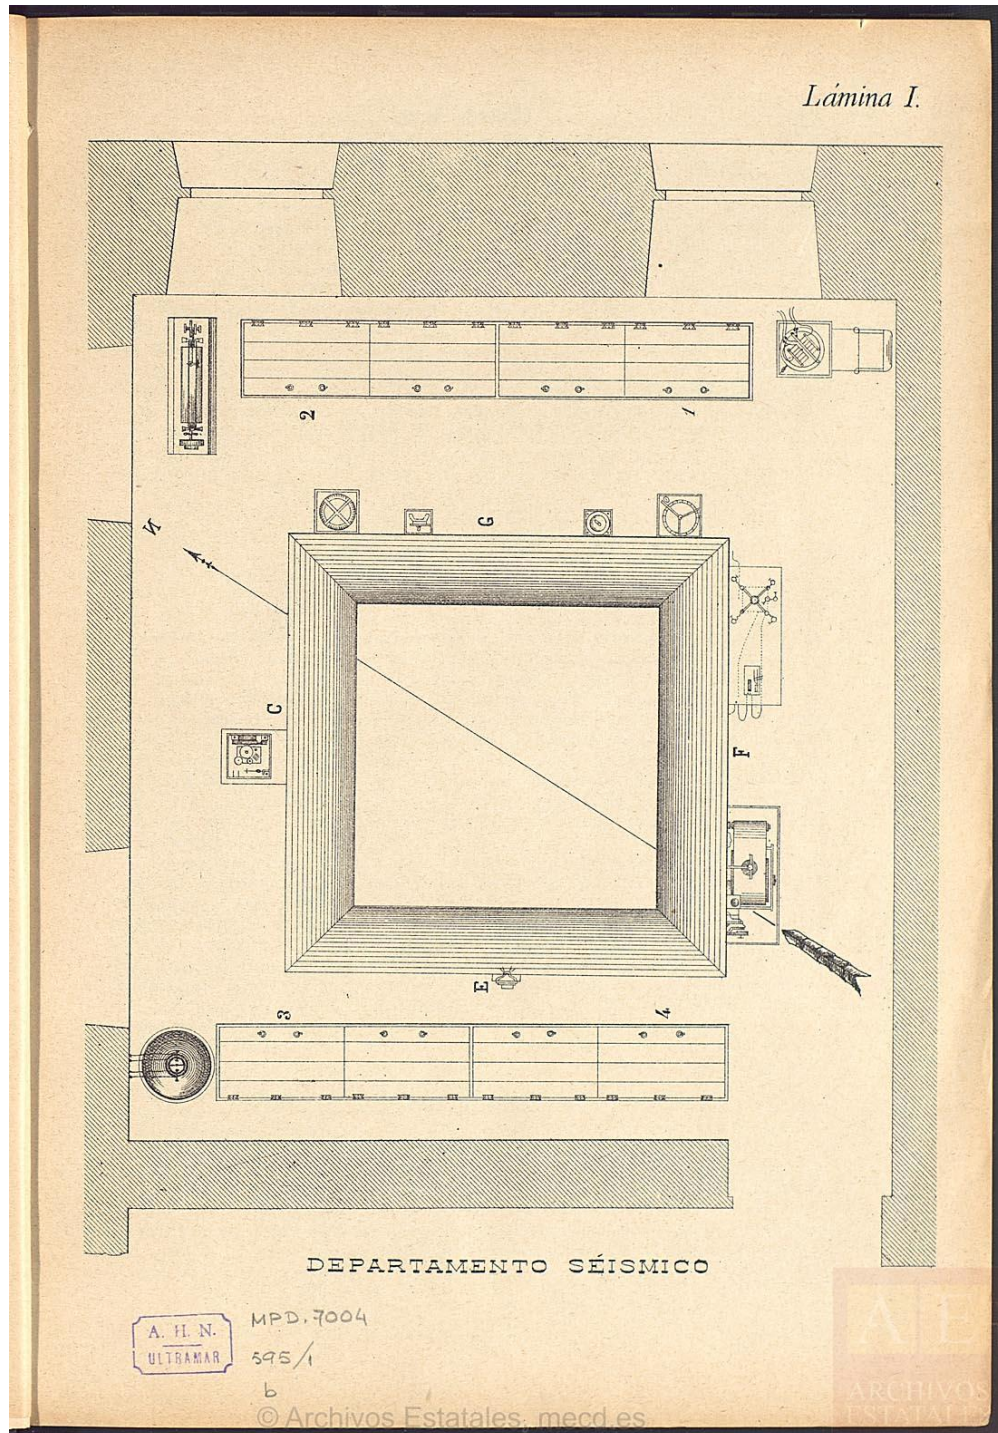 Lámina I.
2
1
N
G
C
F
E
3
4
DEPARTAMENTO SÉISMICO
A. H. N.
ULTRAMAR
MPD. 7004
595/1
b
A E
ARCHIVOS
ESTATALES
© Archivos Estatales, mecd.es